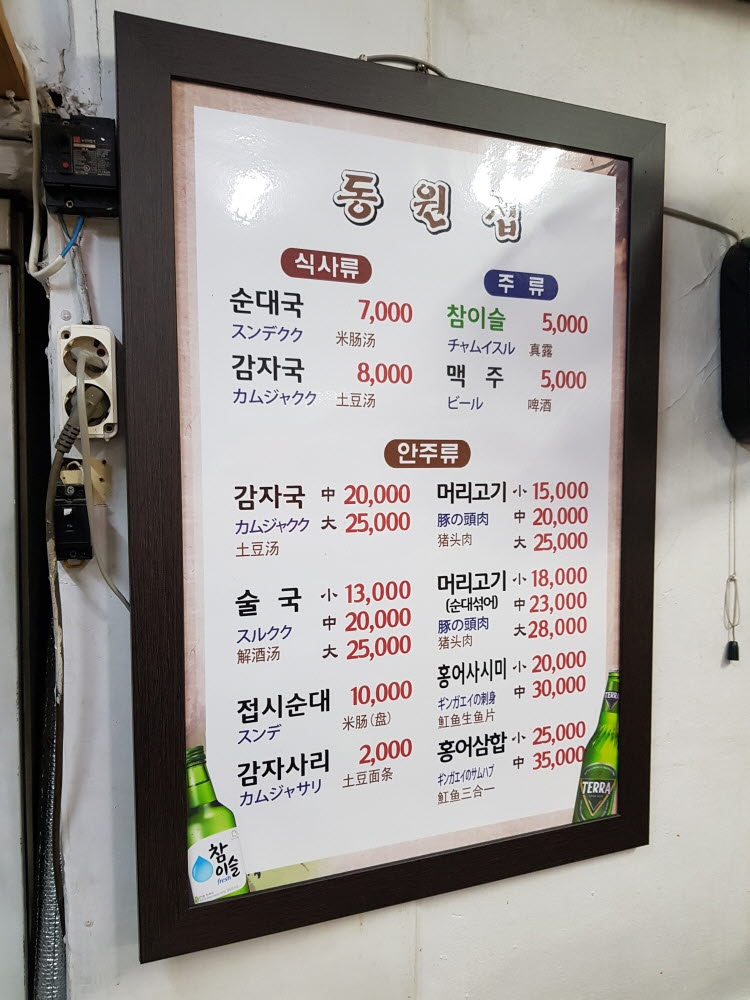 동원집
식사류
순대국 7,000
スンデクク 米肠汤
감자국 8,000
カムジャクク 土豆汤
주 류
참이슬 5,000
チャムイスル 真露
맥 주 5,000
ビール 啤酒
안주류
감자국 中 20,000
カムジャクク 大 25,000
土豆汤
술 국 小 13,000
スルクク 中 20,000
解酒汤 大 25,000
접시순대 10,000
スンデ 米肠(盘)
감자사리 2,000
カムジャサリ 土豆面条
머리고기 小 15,000
豚の頭肉 中 20,000
猪头肉 大 25,000
머리고기 小 18,000
(순대섞어) 中 23,000
豚の頭肉 大 28,000
猪头肉
홍어사시미 小 20,000
ギンガエイの刺身 中 30,000
魟鱼生鱼片
홍어삼합 小 25,000
ギンガエイのサムハプ 中 35,000
魟鱼三合一
참이슬
fresh
TERRA
TERRA